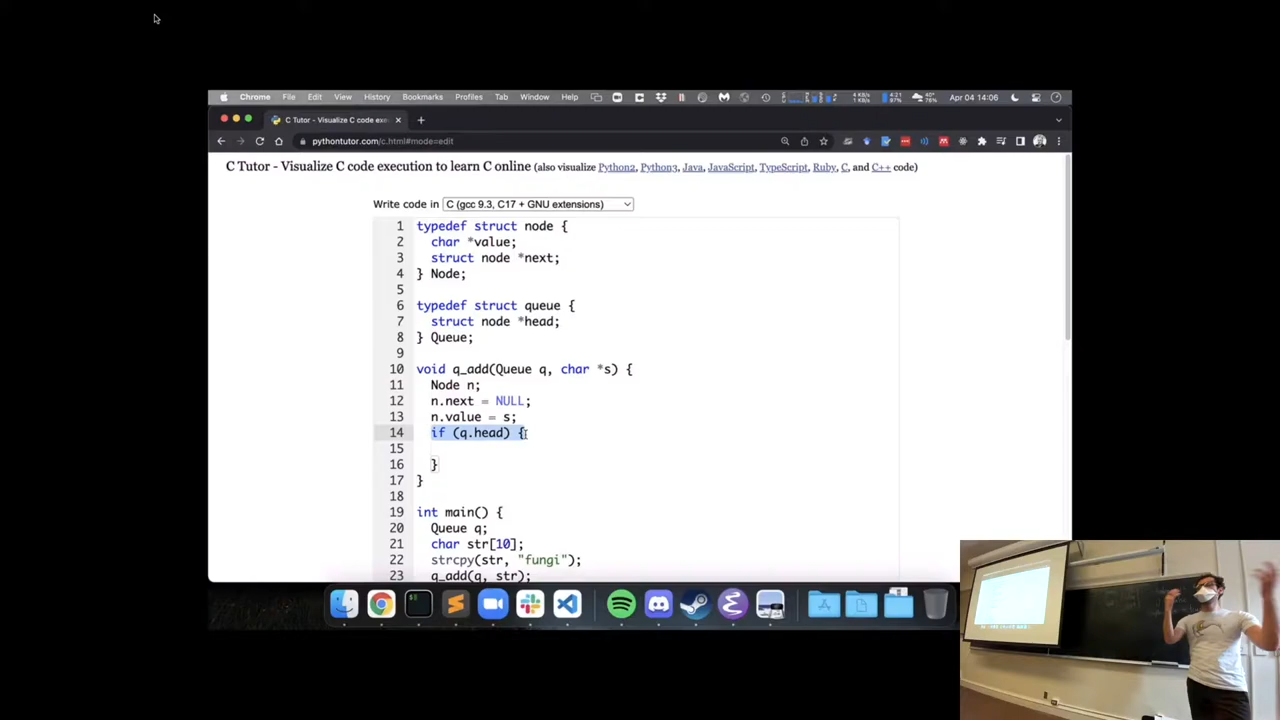 Chrome File Edit View History Bookmarks Profiles Tab Window Help Apr 04 14:06
C Tutor - Visualize C code exe
pythontutor.com/c.html#mode=edit
C Tutor - Visualize C code execution to learn C online (also visualize Python2, Python3, Java, JavaScript, TypeScript, Ruby, C, and C++ code)
Write code in C (gcc 9.3, C17 + GNU extensions)
1 typedef struct node {
2 char *value;
3 struct node *next;
4 } Node;
5
6 typedef struct queue {
7 struct node *head;
8 } Queue;
9
10 void q_add(Queue q, char *s) {
11 Node n;
12 n.next = NULL;
13 n.value = s;
14 if (q.head) {
15
16 }
17 }
18
19 int main() {
20 Queue q;
21 char str[10];
22 strcpy(str, "fungi");
23 q_add(q, str);